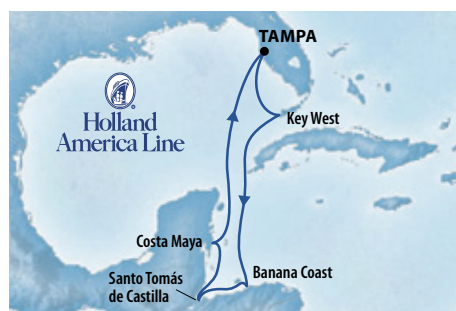 TAMPA
Holland
America Line
Key West
Costa Maya
Santo Tomás
de Castilla
Banana Coast